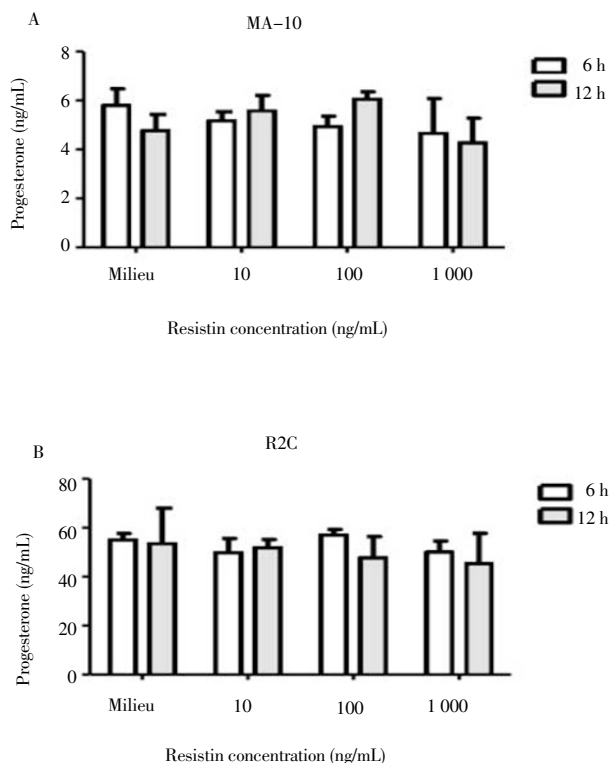 A
MA-10
Progesterone (ng/mL)
8
6
4
2
0
6 h
12 h
Milieu 10 100 1 000
Resistin concentration (ng/mL)
B
R2C
Progesterone (ng/mL)
80
60
40
20
0
6 h
12 h
Milieu 10 100 1 000
Resistin concentration (ng/mL)